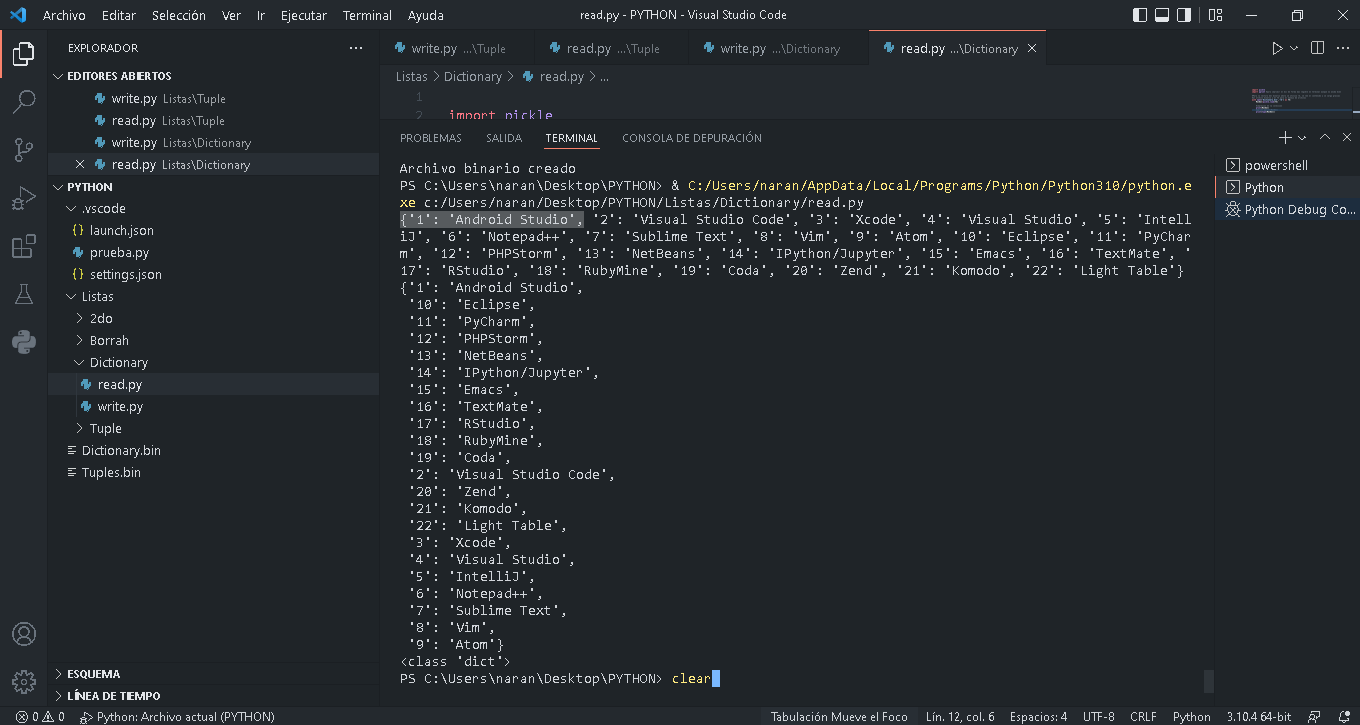 Archivo Editar Selección Ver Ir Ejecutar Terminal Ayuda read.py - PYTHON - Visual Studio Code
EXPLORADOR
EDITORES ABIERTOS
write.py Listas\Tuple
read.py Listas\Tuple
write.py Listas\Dictionary
read.py Listas\Dictionary
PYTHON
.vscode
launch.json
prueba.py
settings.json
Listas
2do
Borrah
Dictionary
read.py
write.py
Tuple
Dictionary.bin
Tuples.bin
ESQUEMA
LÍNEA DE TIEMPO
write.py ...\Tuple read.py ...\Tuple write.py ...\Dictionary read.py ...\Dictionary
Listas > Dictionary > read.py > ...
1
2 import pickle
PROBLEMAS SALIDA TERMINAL CONSOLA DE DEPURACIÓN
Archivo binario creado
PS C:\Users\naran\Desktop\PYTHON> & C:/Users/naran/AppData/Local/Programs/Python/Python310/python.e
xe c:/Users/naran/Desktop/PYTHON/Listas/Dictionary/read.py
{'1': 'Android Studio', '2': 'Visual Studio Code', '3': 'Xcode', '4': 'Visual Studio', '5': 'Intell
iJ', '6': 'Notepad++', '7': 'Sublime Text', '8': 'Vim', '9': 'Atom', '10': 'Eclipse', '11': 'PyChar
m', '12': 'PHPStorm', '13': 'NetBeans', '14': 'IPython/Jupyter', '15': 'Emacs', '16': 'TextMate', '
17': 'RStudio', '18': 'RubyMine', '19': 'Coda', '20': 'Zend', '21': 'Komodo', '22': 'Light Table'}
{'1': 'Android Studio',
'10': 'Eclipse',
'11': 'PyCharm',
'12': 'PHPStorm',
'13': 'NetBeans',
'14': 'IPython/Jupyter',
'15': 'Emacs',
'16': 'TextMate',
'17': 'RStudio',
'18': 'RubyMine',
'19': 'Coda',
'2': 'Visual Studio Code',
'20': 'Zend',
'21': 'Komodo',
'22': 'Light Table',
'3': 'Xcode',
'4': 'Visual Studio',
'5': 'IntelliJ',
'6': 'Notepad++',
'7': 'Sublime Text',
'8': 'Vim',
'9': 'Atom'}
<class 'dict'>
PS C:\Users\naran\Desktop\PYTHON> clear
powershell
Python
Python Debug Co...
0 0 Python: Archivo actual (PYTHON) Tabulación Mueve el Foco Lín. 12, col. 6 Espacios: 4 UTF-8 CRLF Python 3.10.4 64-bit